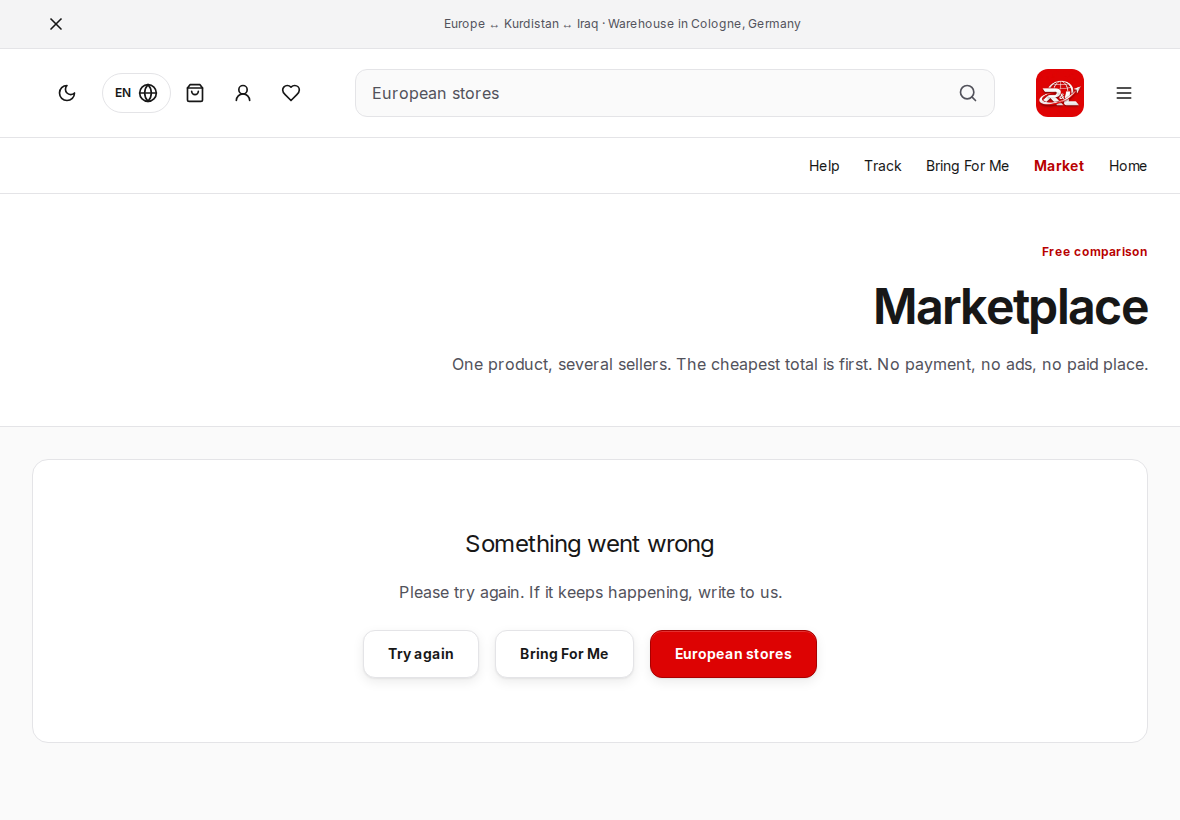 Europe ↔ Kurdistan ↔ Iraq · Warehouse in Cologne, Germany
EN
European stores
Help
Track
Bring For Me
Market
Home
Free comparison
Marketplace
One product, several sellers. The cheapest total is first. No payment, no ads, no paid place.
Something went wrong
Please try again. If it keeps happening, write to us.
Try again
Bring For Me
European stores